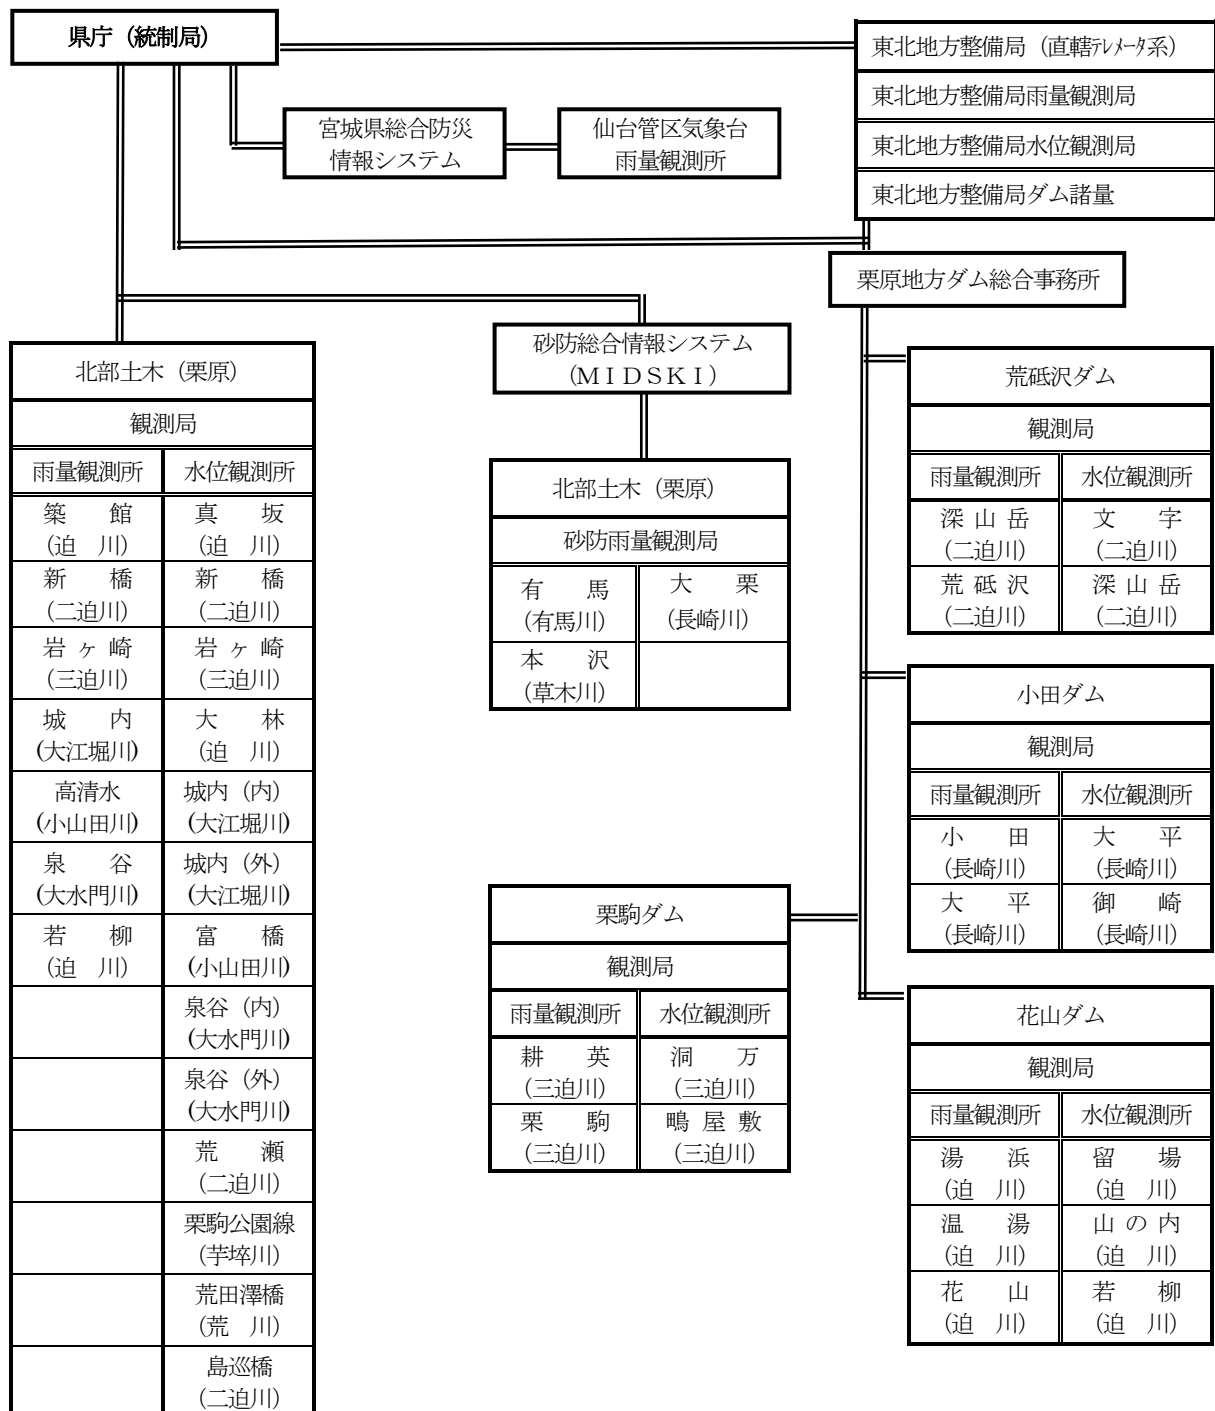 県庁（統制局）
東北地方整備局（直轄ﾃﾚﾒｰﾀ系）
東北地方整備局雨量観測局
東北地方整備局水位観測局
東北地方整備局ダム諸量
宮城県総合防災
情報システム
仙台管区気象台
雨量観測所
栗原地方ダム総合事務所
砂防総合情報システム
（ＭＩＤＳＫＩ）
北部土木（栗原）
観測局
雨量観測所 水位観測所
築　館 真　坂
(迫　川) (迫　川)
新　橋 新　橋
(二迫川) (二迫川)
岩ヶ崎 岩ヶ崎
(三迫川) (三迫川)
城　内 大　林
(大江堀川) (迫　川)
高清水 城内（内）
(小山田川) (大江堀川)
泉　谷 城内（外）
(大水門川) (大江堀川)
若　柳 富　橋
(迫　川) (小山田川)
泉谷（内）
(大水門川)
泉谷（外）
(大水門川)
荒　瀬
(二迫川)
栗駒公園線
(芋埣川)
荒田澤橋
(荒　川)
島巡橋
(二迫川)
北部土木（栗原）
砂防雨量観測局
有　馬 大　栗
(有馬川) (長崎川)
本　沢
(草木川)
栗駒ダム
観測局
雨量観測所 水位観測所
耕　英 洞　万
(三迫川) (三迫川)
栗　駒 鴫屋敷
(三迫川) (三迫川)
荒砥沢ダム
観測局
雨量観測所 水位観測所
深山岳 文　字
(二迫川) (二迫川)
荒砥沢 深山岳
(二迫川) (二迫川)
小田ダム
観測局
雨量観測所 水位観測所
小　田 大　平
(長崎川) (長崎川)
大　平 御　崎
(長崎川) (長崎川)
花山ダム
観測局
雨量観測所 水位観測所
湯　浜 留　場
(迫　川) (迫　川)
温　湯 山の内
(迫　川) (迫　川)
花　山 若　柳
(迫　川) (迫　川)